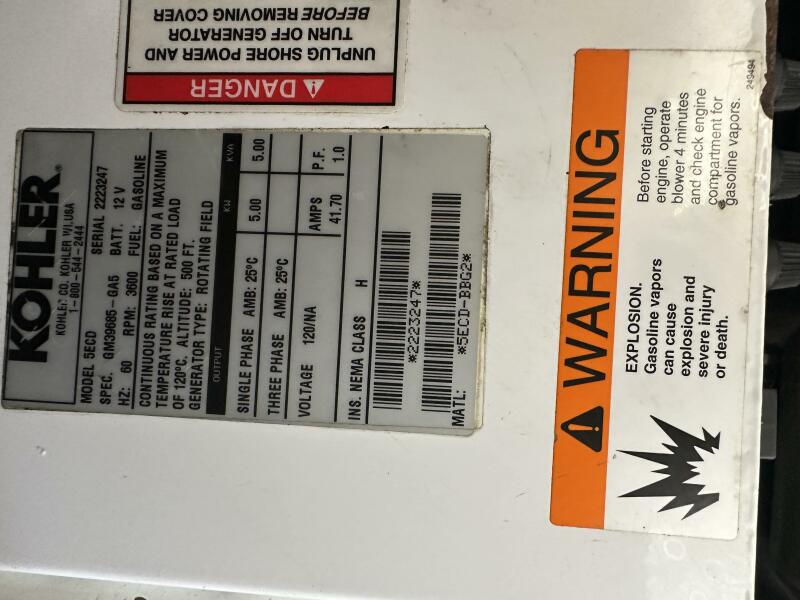 ⚠ DANGER
UNPLUG SHORE POWER AND
TURN OFF GENERATOR
BEFORE REMOVING COVER
KOHLER®
KOHLER CO. KOHLER WI,USA
1-800-544-2444
MODEL 5ECD SERIAL 2223247
SPEC. GM30685-GA5 BATT. 12 V
HZ: 60 RPM: 3600 FUEL: GASOLINE
CONTINUOUS RATING BASED ON A MAXIMUM
TEMPERATURE RISE AT RATED LOAD
OF 120°C. ALTITUDE: 500 FT.
GENERATOR TYPE: ROTATING FIELD
OUTPUT KW KVA
SINGLE PHASE AMB: 25°C 5.00 5.00
THREE PHASE AMB: 25°C
VOLTAGE 120/NA AMPS 41.70 P.F. 1.0
INS. NEMA CLASS H
*2223247*
MATL: *5ECD-BBG2*
⚠ WARNING
EXPLOSION.
Gasoline vapors
can cause
explosion and
severe injury
or death.
Before starting
engine, operate
blower 4 minutes
and check engine
compartment for
gasoline vapors.
249494